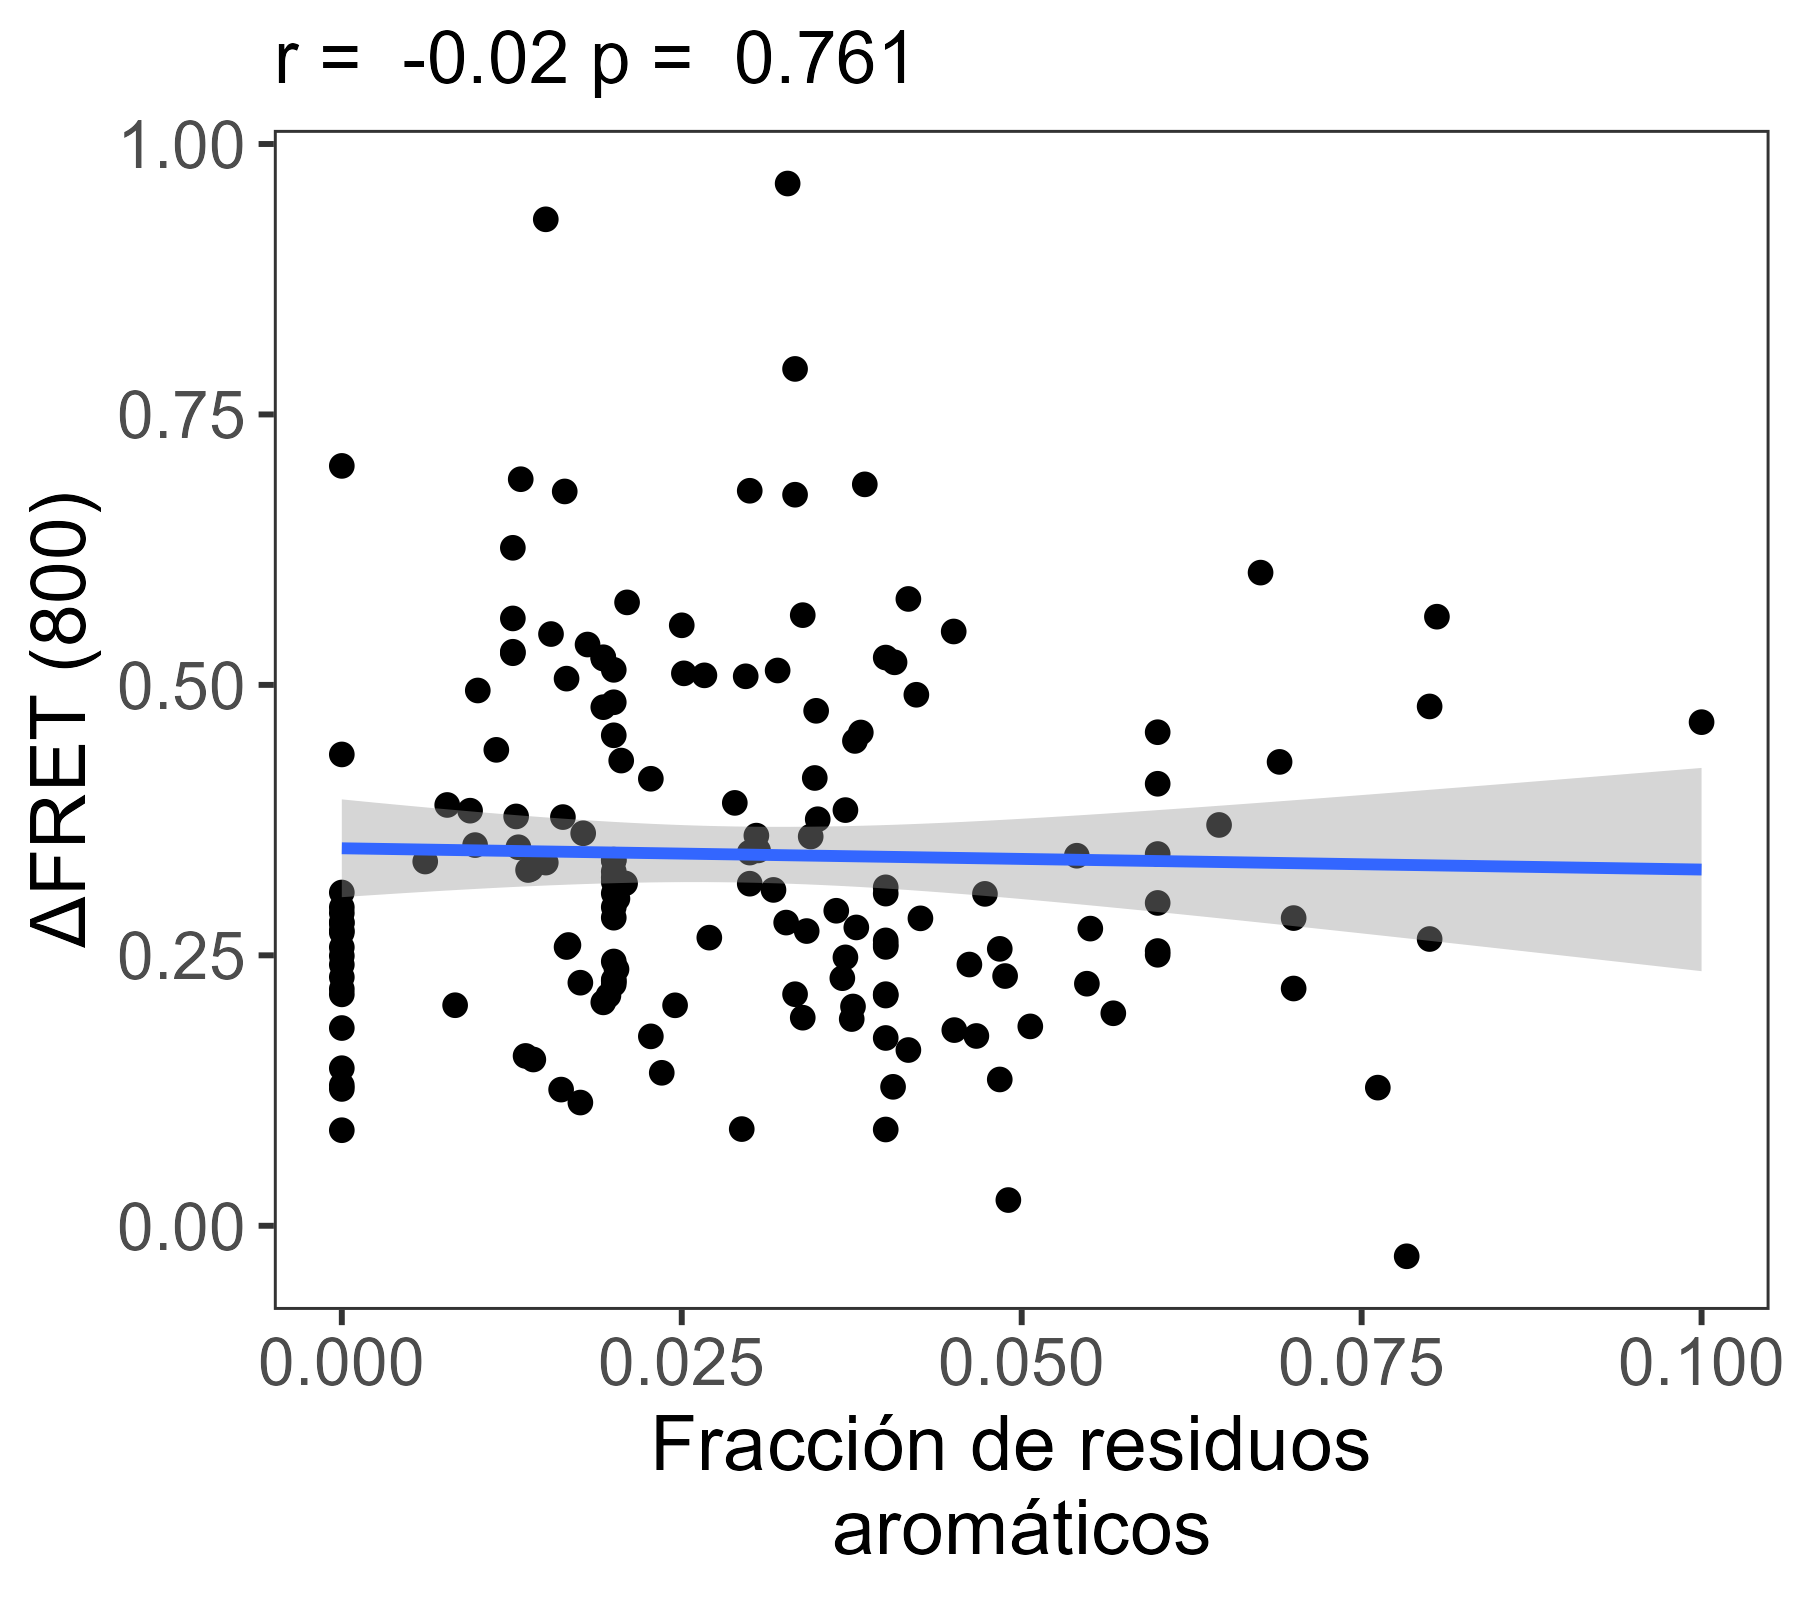 r = -0.02 p = 0.761
ΔFRET (800)
1.00
0.75
0.50
0.25
0.00
0.000 0.025 0.050 0.075 0.100
Fracción de residuos
aromáticos